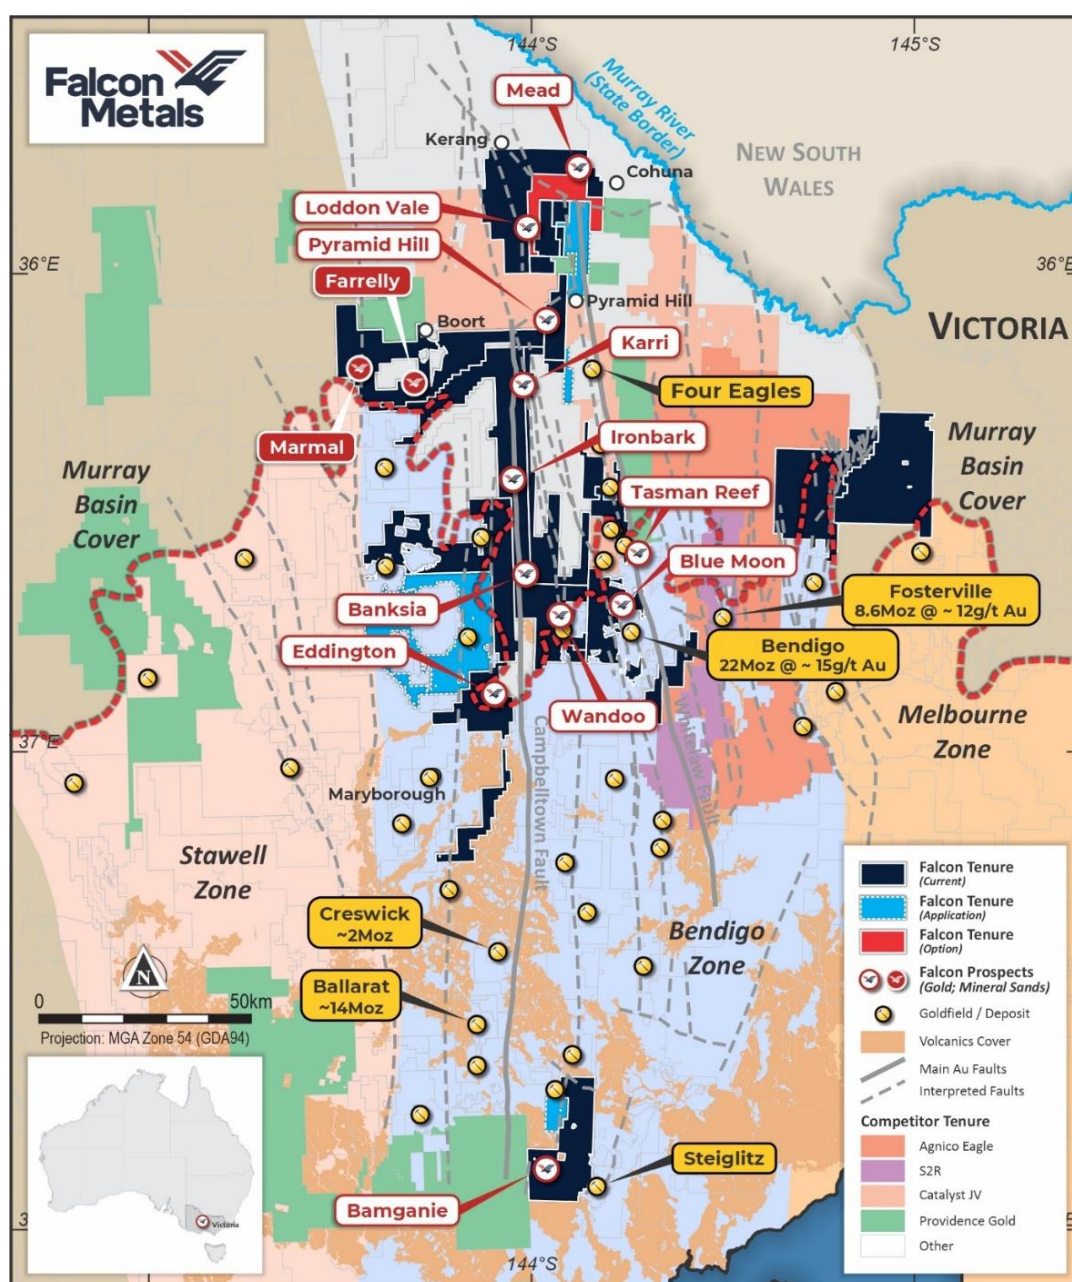 Falcon
Metals
144°S
145°S
Mead
Murray River
(State Border)
Kerang
Cohuna
NEW SOUTH
WALES
Loddon Vale
Pyramid Hill
36°E
36°E
Farrelly
Pyramid Hill
Boort
VICTORIA
Karri
Four Eagles
Marmal
Ironbark
Murray
Basin
Cover
Murray
Basin
Cover
Tasman Reef
Blue Moon
Banksia
Fosterville
8.6Moz @ ~ 12g/t Au
Bendigo
22Moz @ ~ 15g/t Au
Eddington
Wandoo
Melbourne
Zone
37°E
Campbelltown Fault
Whitelaw Fault
Maryborough
Stawell
Zone
Creswick
~2Moz
Bendigo
Zone
Ballarat
~14Moz
N
0
50km
Projection: MGA Zone 54 (GDA94)
Victoria
Steiglitz
Bamganie
144°S
Falcon Tenure
(Current)
Falcon Tenure
(Application)
Falcon Tenure
(Option)
Falcon Prospects
(Gold; Mineral Sands)
Goldfield / Deposit
Volcanics Cover
Main Au Faults
Interpreted Faults
Competitor Tenure
Agnico Eagle
S2R
Catalyst JV
Providence Gold
Other